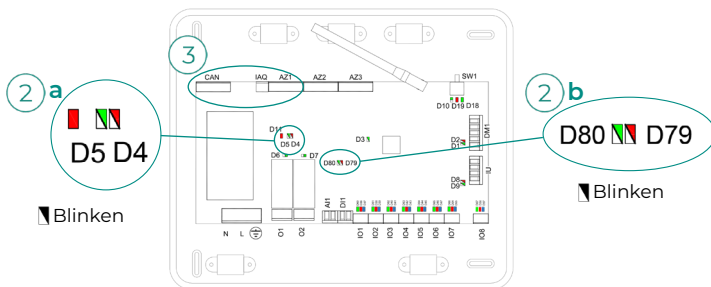 3
2 a
D5 D4
Blinken
2 b
D80 D79
Blinken
CAN IAQ AZ1 AZ2 AZ3
SW1
D10 D19 D18
D11
D5 D4
D3
D2
D1
DM1
D6 D7
D80 D79
D8
D9
IU
AI1 DI1
N L O1 O2 IO1 IO2 IO3 IO4 IO5 IO6 IO7 IO8